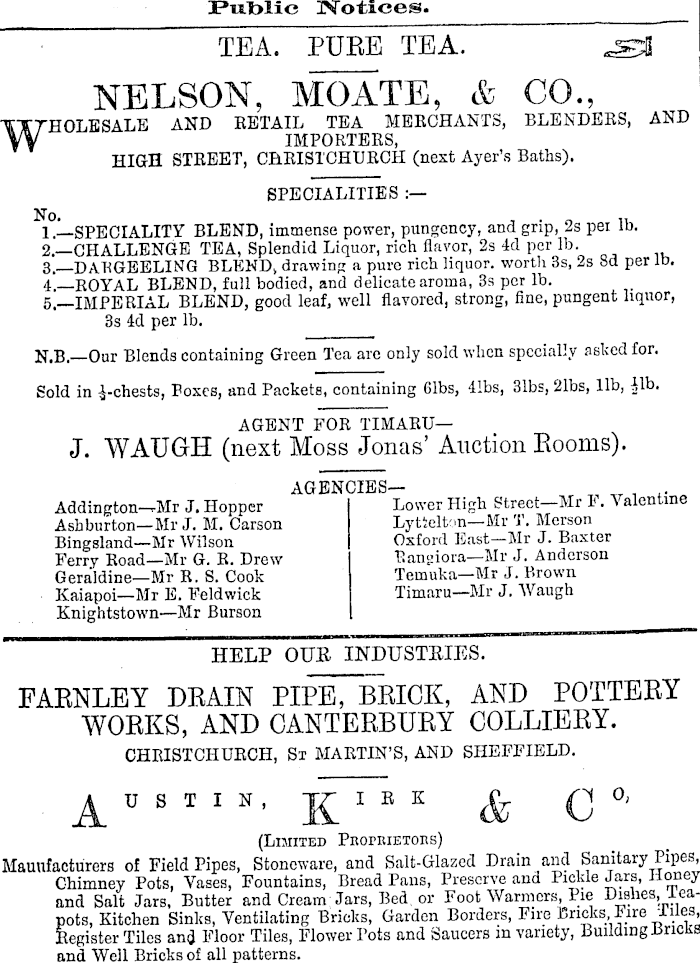 Public Notices.
TEA. PURE TEA.
NELSON, MOATE, & CO.,
WHOLESALE AND RETAIL TEA MERCHANTS, BLENDERS, AND
IMPORTERS,
HIGH STREET, CHRISTCHURCH (next Ayer's Baths).
SPECIALITIES :—
No.
1.—SPECIALITY BLEND, immense power, pungency, and grip, 2s per lb.
2.—CHALLENGE TEA, Splendid Liquor, rich flavor, 2s 4d per lb.
3.—DARGEELING BLEND, drawing a pure rich liquor. worth 3s, 2s 8d per lb.
4.—ROYAL BLEND, full bodied, and delicate aroma, 3s per lb.
5.—IMPERIAL BLEND, good leaf, well flavored, strong, fine, pungent liquor,
3s 4d per lb.
N.B.—Our Blends containing Green Tea are only sold when specially asked for.
Sold in ½-chests, Boxes, and Packets, containing 6lbs, 4lbs, 3lbs, 2lbs, 1lb, ½lb.
AGENT FOR TIMARU—
J. WAUGH (next Moss Jonas' Auction Rooms).
AGENCIES—
Addington—Mr J. Hopper
Ashburton—Mr J. M. Carson
Bingsland—Mr Wilson
Ferry Road—Mr G. R. Drew
Geraldine—Mr R. S. Cook
Kaiapoi—Mr E. Feldwick
Knightstown—Mr Burson
Lower High Street—Mr F. Valentine
Lyttelton—Mr T. Merson
Oxford East—Mr J. Baxter
Rangiora—Mr J. Anderson
Temuka—Mr J. Brown
Timaru—Mr J. Waugh
HELP OUR INDUSTRIES.
FARNLEY DRAIN PIPE, BRICK, AND POTTERY
WORKS, AND CANTERBURY COLLIERY.
CHRISTCHURCH, ST MARTIN'S, AND SHEFFIELD.
AUSTIN, KIRK & CO,
(LIMITED PROPRIETORS)
Manufacturers of Field Pipes, Stoneware, and Salt-Glazed Drain and Sanitary Pipes,
Chimney Pots, Vases, Fountains, Bread Pans, Preserve and Pickle Jars, Honey
and Salt Jars, Butter and Cream Jars, Bed or Foot Warmers, Pie Dishes, Tea-
pots, Kitchen Sinks, Ventilating Bricks, Garden Borders, Fire Bricks, Fire Tiles,
Register Tiles and Floor Tiles, Flower Pots and Saucers in variety, Building Bricks
and Well Bricks of all patterns.